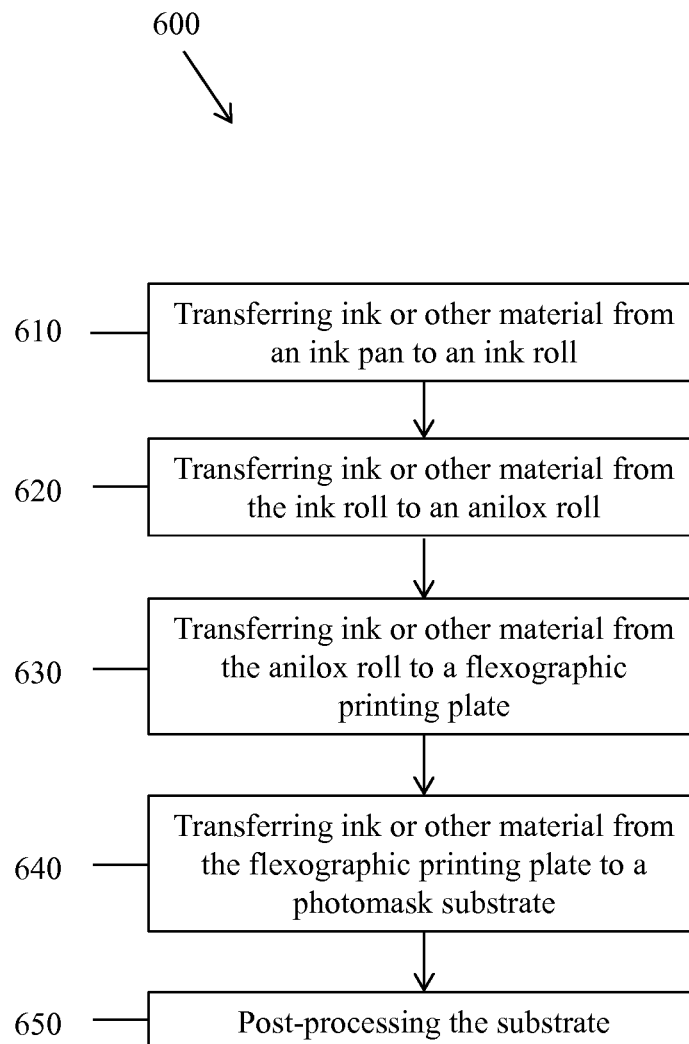 600
610
Transferring ink or other material from
an ink pan to an ink roll
620
Transferring ink or other material from
the ink roll to an anilox roll
630
Transferring ink or other material from
the anilox roll to a flexographic
printing plate
640
Transferring ink or other material from
the flexographic printing plate to a
photomask substrate
650
Post-processing the substrate